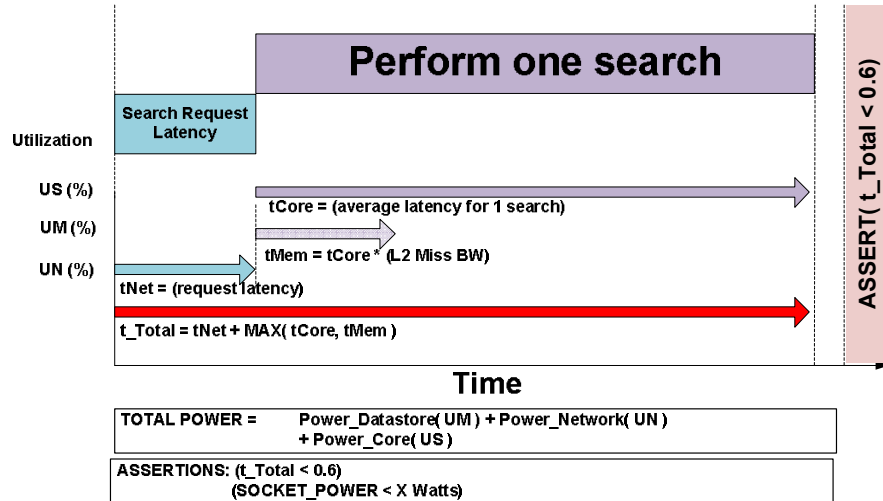 Perform one search
Search Request
Latency
Utilization
US (%)
tCore = (average latency for 1 search)
UM (%)
tMem = tCore * (L2 Miss BW)
UN (%)
tNet = (request latency)
t_Total = tNet + MAX( tCore, tMem )
Time
ASSERT( t_Total < 0.6)
TOTAL POWER = Power_Datastore( UM ) + Power_Network( UN )
+ Power_Core( US )
ASSERTIONS: (t_Total < 0.6)
(SOCKET_POWER < X Watts)